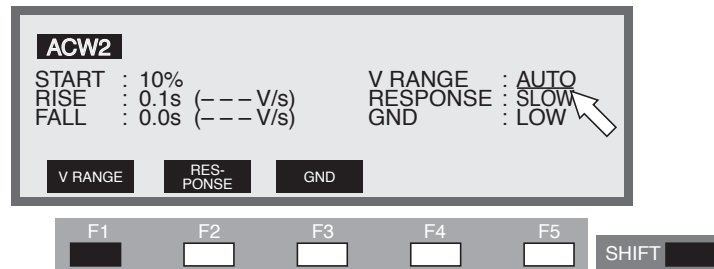 ACW2
START : 10% V RANGE : AUTO
RISE : 0.1s (– – – V/s) RESPONSE : SLOW
FALL : 0.0s (– – – V/s) GND : LOW
V RANGE RES-PONSE GND
F1 F2 F3 F4 F5
SHIFT